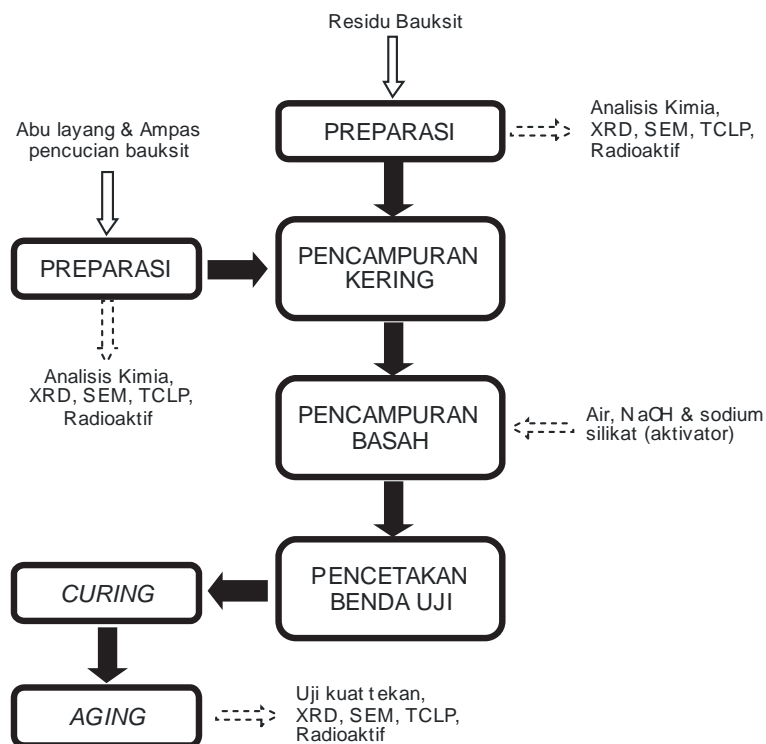 Residu Bauksit
PREPARASI
Analisis Kimia,
XRD, SEM, TCLP,
Radioaktif
Abu layang & Ampas
pencucian bauksit
PREPARASI
PENCAMPURAN
KERING
Analisis Kimia,
XRD, SEM, TCLP,
Radioaktif
PENCAMPURAN
BASAH
Air, NaOH & sodium
silikat (aktivator)
PENCETAKAN
BENDA UJI
CURING
AGING
Uji kuat tekan,
XRD, SEM, TCLP,
Radioaktif